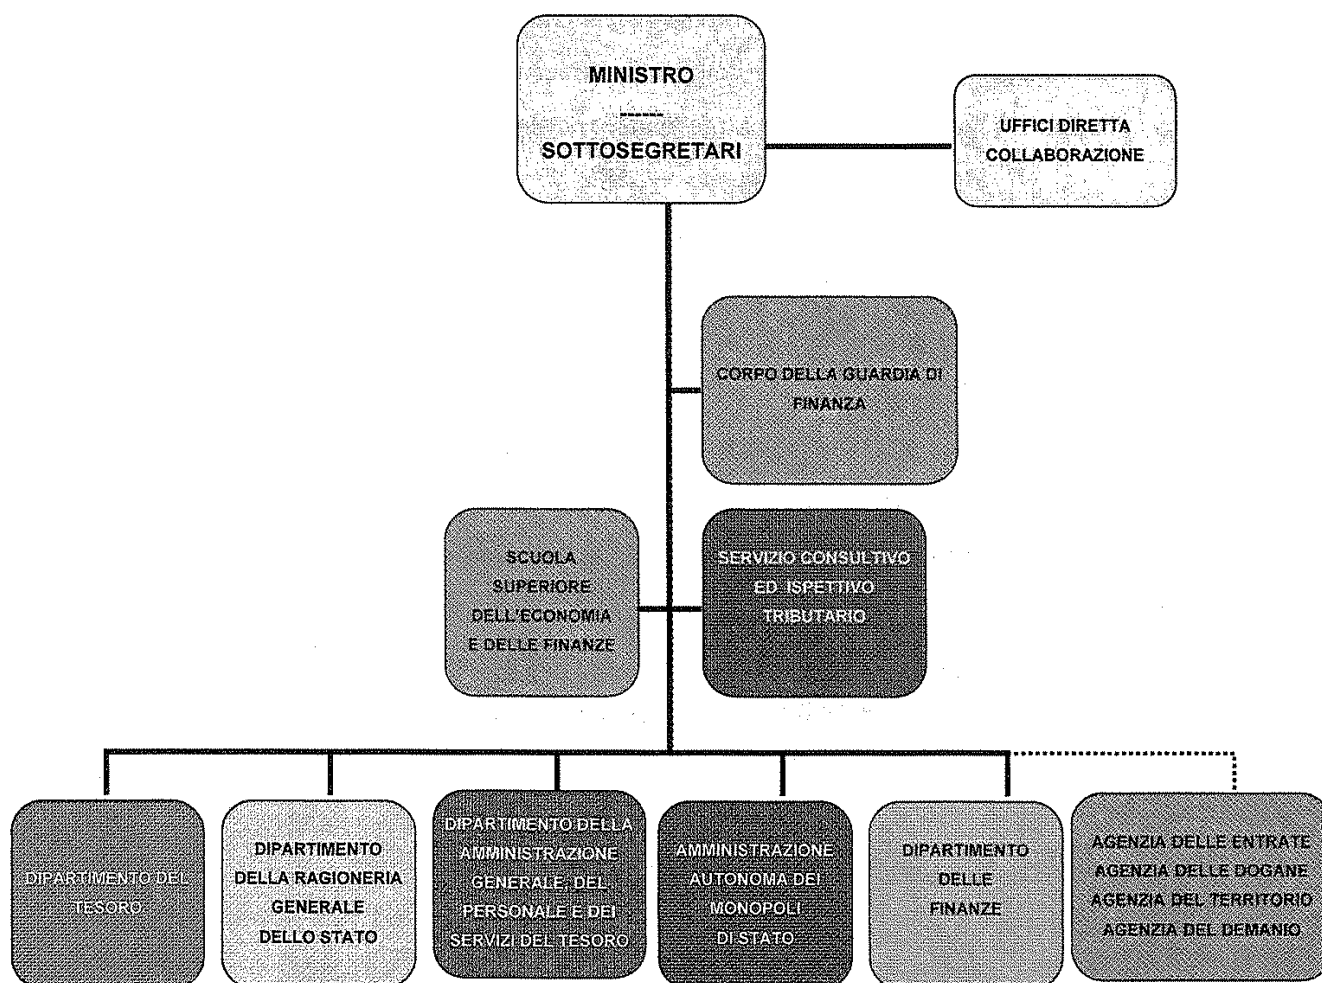 MINISTRO
------
SOTTOSEGRETARI
UFFICI DIRETTA
COLLABORAZIONE
CORPO DELLA GUARDIA DI
FINANZA
SCUOLA
SUPERIORE
DELL'ECONOMIA
E DELLE FINANZE
SERVIZIO CONSULTIVO
ED ISPETTIVO
TRIBUTARIO
DIPARTIMENTO DEL
TESORO
DIPARTIMENTO
DELLA RAGIONERIA
GENERALE
DELLO STATO
DIPARTIMENTO DELLA
AMMINISTRAZIONE
GENERALE, DEL
PERSONALE E DEI
SERVIZI DEL TESORO
AMMINISTRAZIONE
AUTONOMA DEI
MONOPOLI
DI STATO
DIPARTIMENTO
DELLE
FINANZE
AGENZIA DELLE ENTRATE
AGENZIA DELLE DOGANE
AGENZIA DEL TERRITORIO
AGENZIA DEL DEMANIO